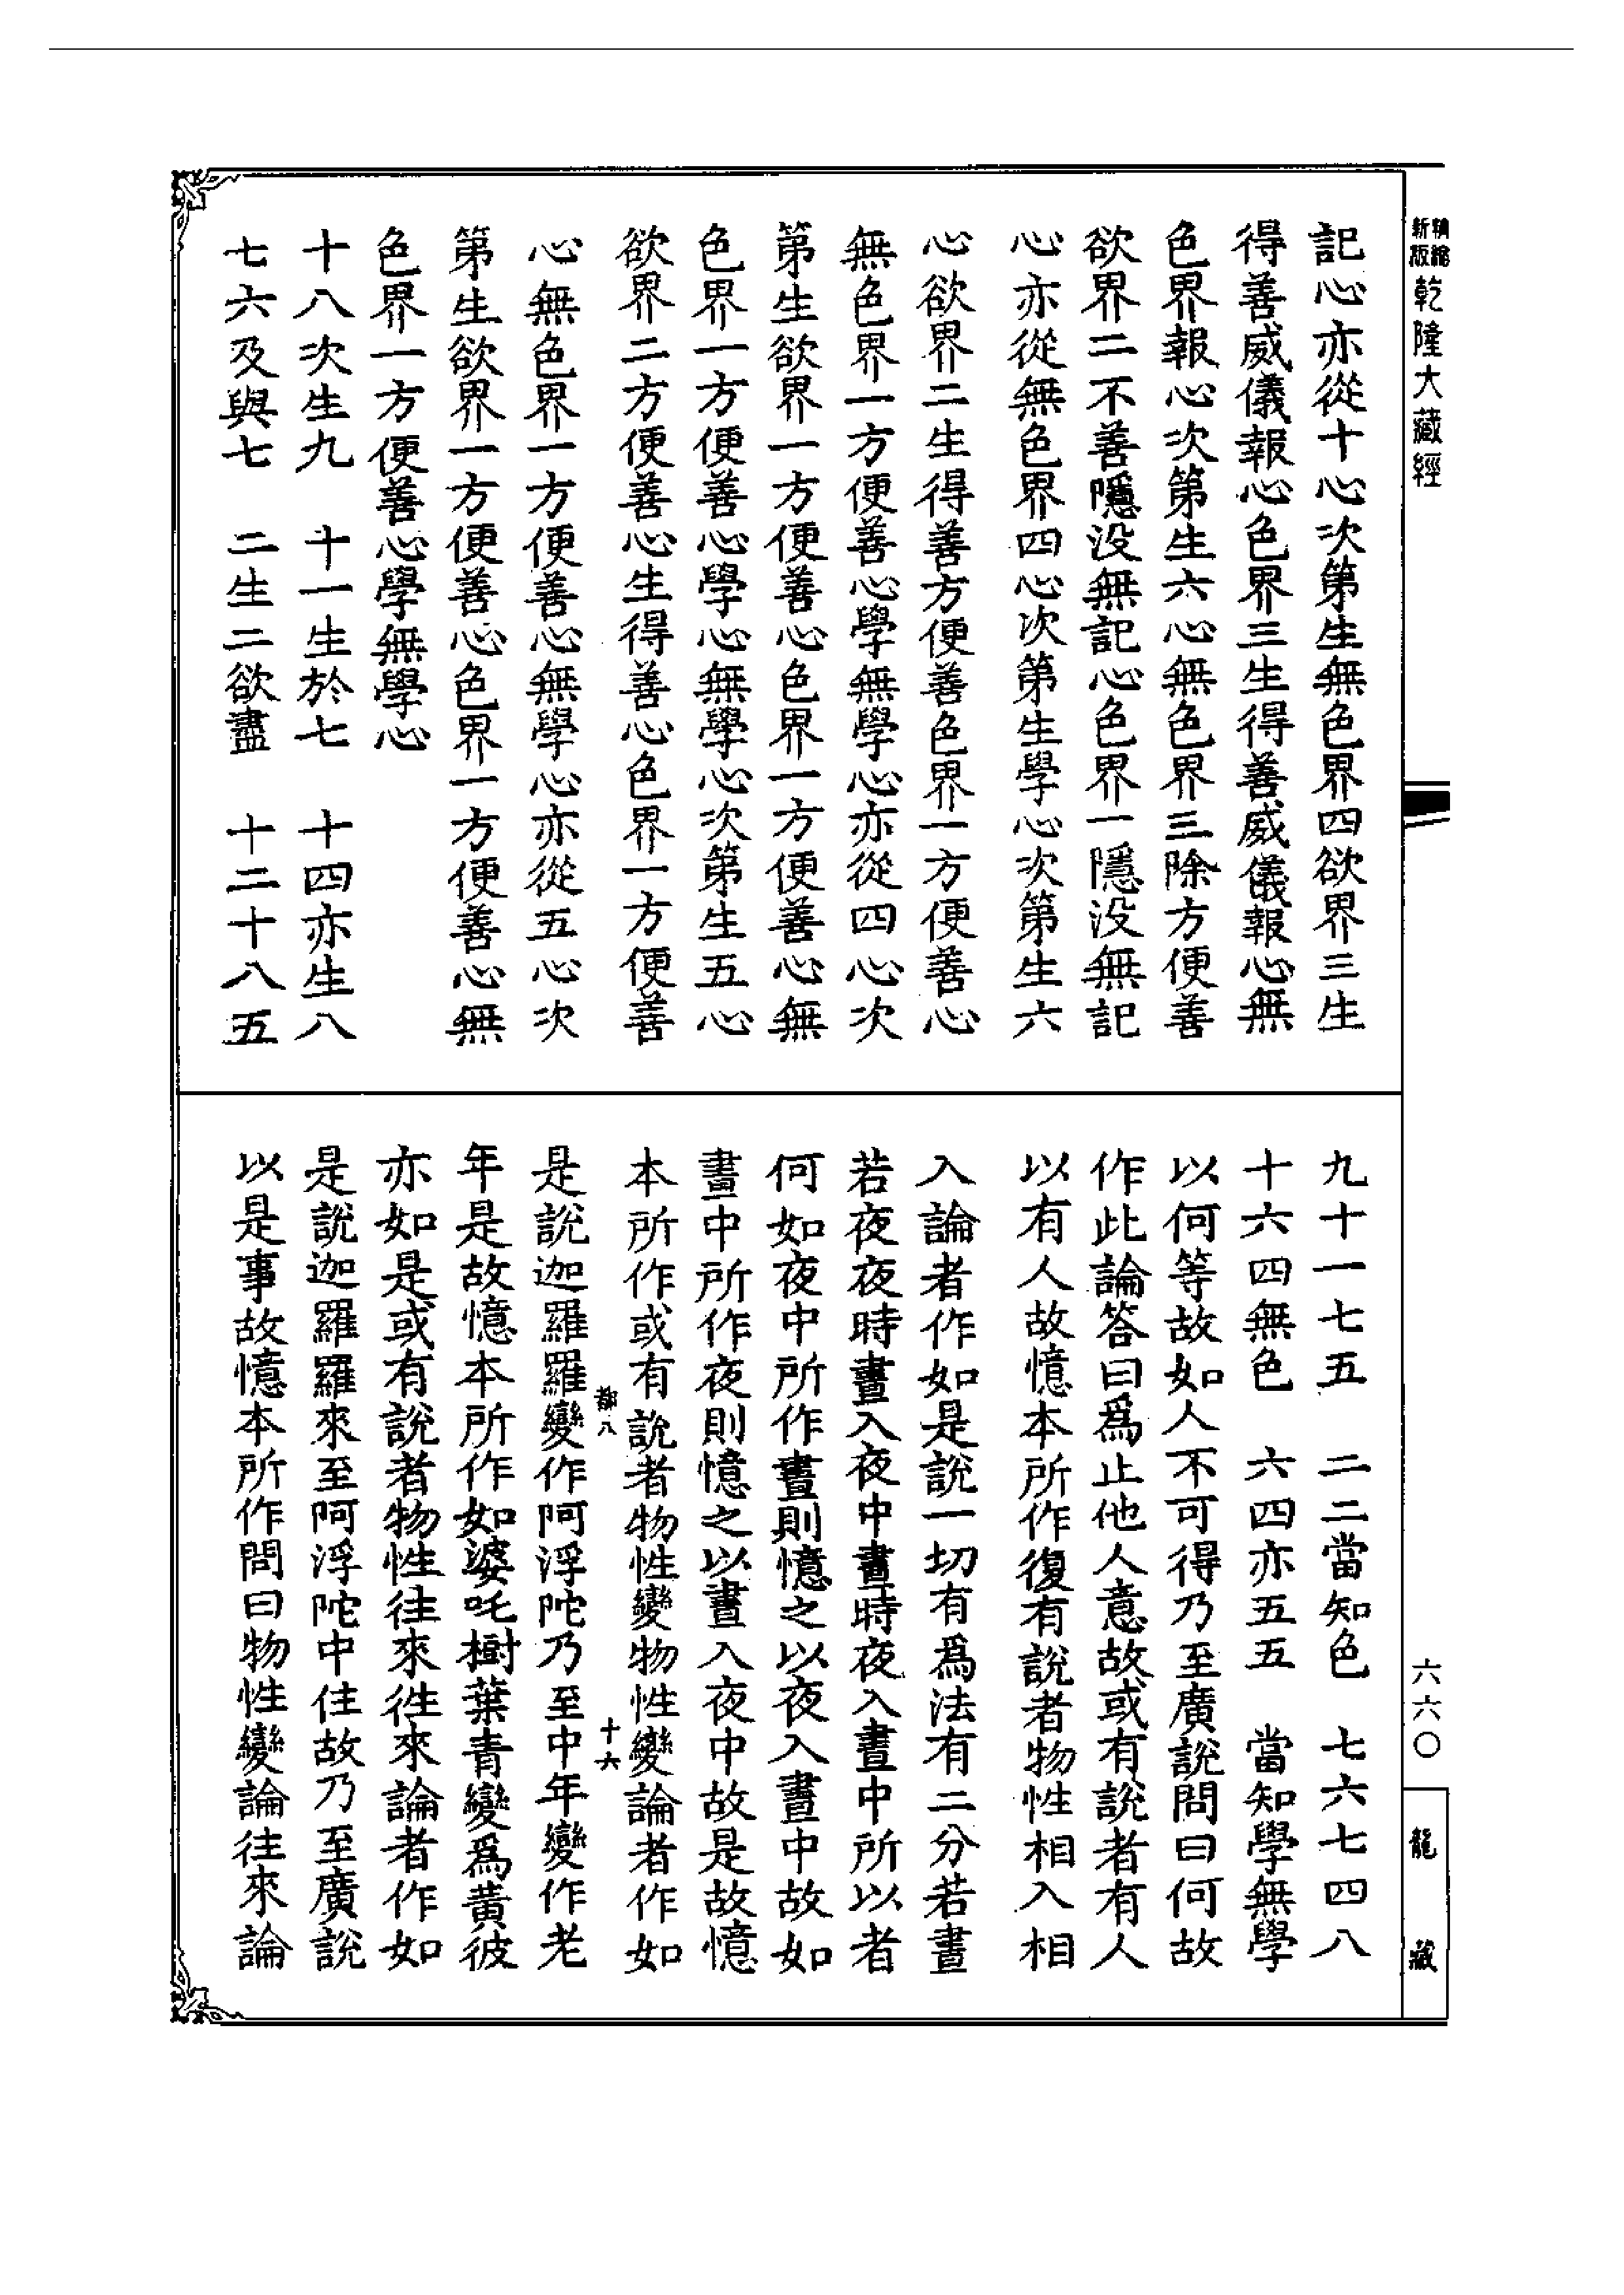 精縮新版乾隆大藏經
記心亦從十心次第生無色界四欲界三生
得善威儀報心色界三生得善威儀報心無
色界報心次第生六心無色界三除方便善
欲界二不善隱没無記心色界一隱没無記
心亦從無色界四心次第生學心次第生六
心欲界二生得善方便善色界一方便善心
無色界一方便善心學無學心亦從四心次
第生欲界一方便善心色界一方便善心無
色界一方便善心學心無學心次第生五心
欲界二方便善心生得善心色界一方便善
心無色界一方便善心無學心亦從五心次
第生欲界一方便善心色界一方便善心無
色界一方便善心學無學心
十八次生九　十一生於七　十四亦生八
七六及與七　二生二欲盡　十二十八五
九十一七五　二二當知色　七六七四八
十六四無色　六四亦五五　當知學無學
以何等故如人不可得乃至廣說問曰何故
作此論答曰爲止他人意故或有說者有人
以有人故憶本所作復有說者物性相入相
入論者作如是說一切有爲法有二分若晝
若夜夜時晝入夜中晝時夜入晝中所以者
何如夜中所作晝則憶之以夜入晝中故如
晝中所作夜則憶之以晝入夜中故是故憶
本所作或有說者物性變物性變論者作如
都八　十六
是說迦羅羅變作阿浮陀乃至中年變作老
年是故憶本所作如婆吒樹葉青變爲黃彼
亦如是或有說者物性往來往來論者作如
是說迦羅羅來至阿浮陀中住故乃至廣說
以是事故憶本所作問曰物性變論往來論
六六〇
龍藏